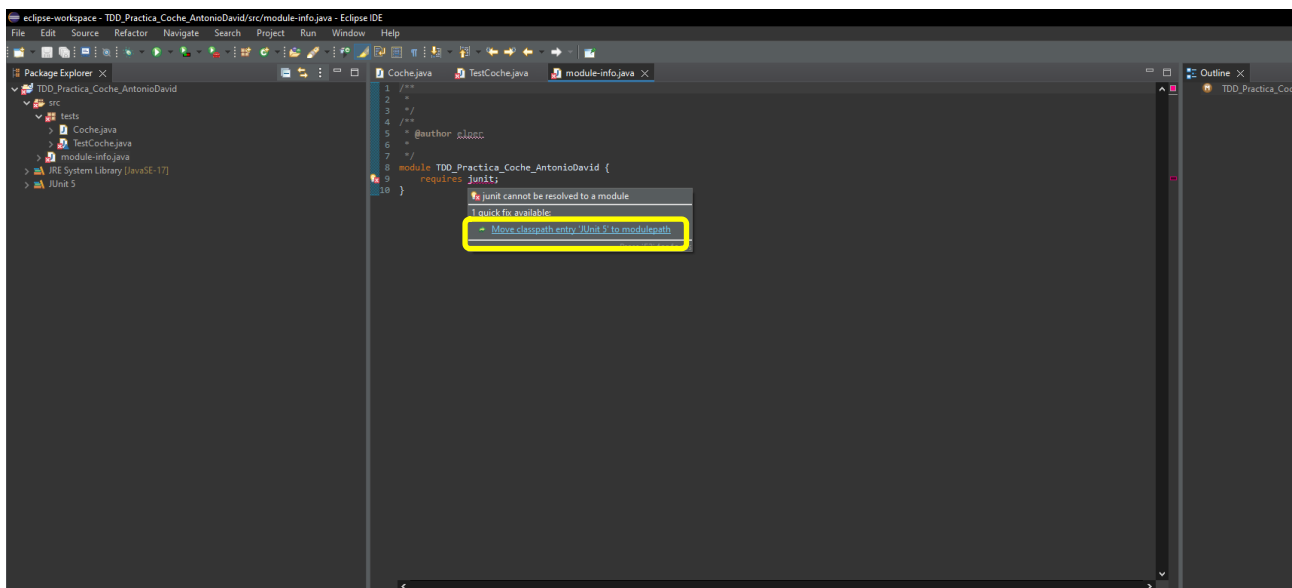 eclipse-workspace - TDD_Practica_Coche_AntonioDavid/src/module-info.java - Eclipse IDE
File Edit Source Refactor Navigate Search Project Run Window Help
Package Explorer
TDD_Practica_Coche_AntonioDavid
src
tests
Coche.java
TestCoche.java
module-info.java
JRE System Library [JavaSE-17]
JUnit 5
Coche.java TestCoche.java module-info.java
1 /**
2 *
3 */
4 /**
5 * @author elper
6 *
7 */
8 module TDD_Practica_Coche_AntonioDavid {
9 requires junit;
10 }
junit cannot be resolved to a module
1 quick fix available:
Move classpath entry 'JUnit 5' to modulepath
Outline
TDD_Practica_Coc